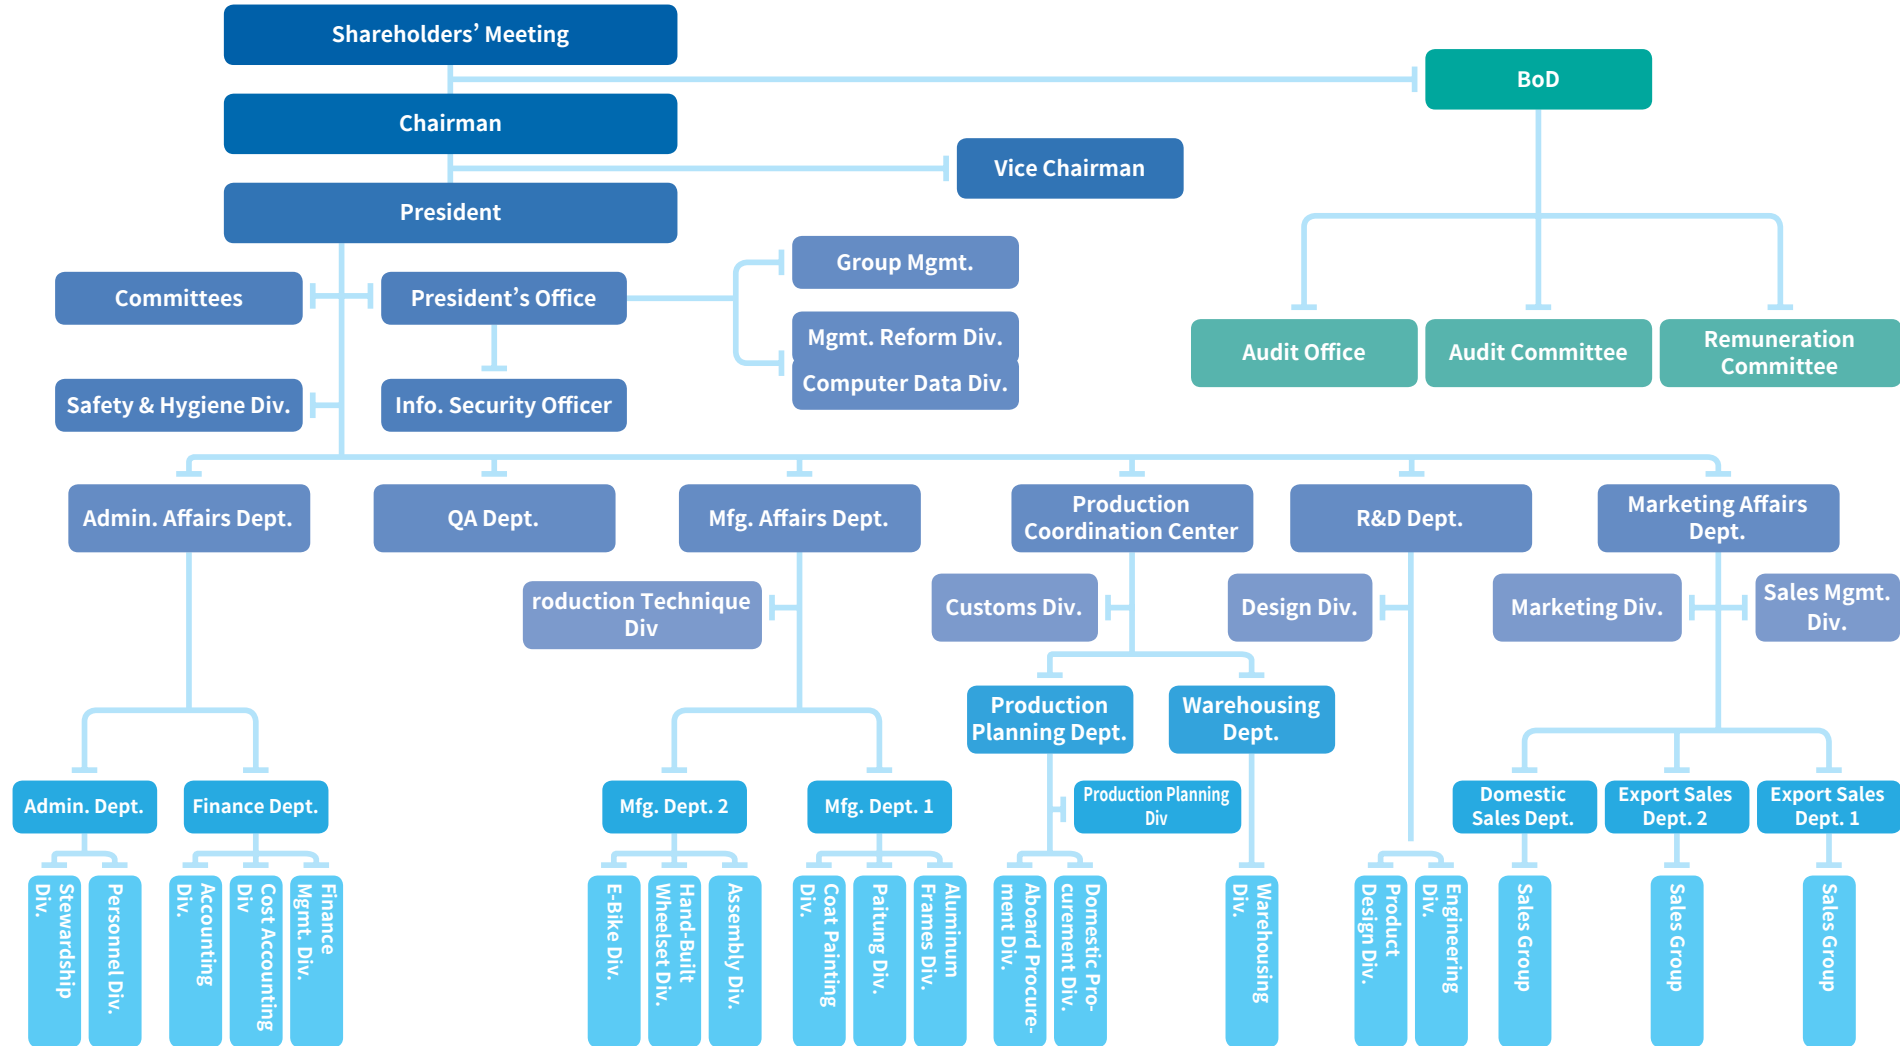 Shareholders’ Meeting
BoD
Chairman
Vice Chairman
President
Group Mgmt.
Committees
President’s Office
Mgmt. Reform Div.
Computer Data Div.
Audit Office
Audit Committee
Remuneration
Committee
Safety & Hygiene Div.
Info. Security Officer
Admin. Affairs Dept.
QA Dept.
Mfg. Affairs Dept.
Production
Coordination Center
R&D Dept.
Marketing Affairs
Dept.
roduction Technique
Div
Customs Div.
Design Div.
Marketing Div.
Sales Mgmt.
Div.
Production
Planning Dept.
Warehousing
Dept.
Admin. Dept.
Finance Dept.
Mfg. Dept. 2
Mfg. Dept. 1
Production Planning
Div
Domestic
Sales Dept.
Export Sales
Dept. 2
Export Sales
Dept. 1
Stewardship
Div.
Personnel Div.
Accounting
Div.
Cost Accounting
Div
Finance
Mgmt. Div.
E-Bike Div.
Hand-Built
Wheelset Div.
Assembly Div.
Coat Painting
Div.
Paitung Div.
Aluminum
Frames Div.
Aboard Procure-
ment Div.
Domestic Pro-
curement Div.
Warehousing
Div.
Product
Design Div.
Engineering
Div.
Sales Group
Sales Group
Sales Group